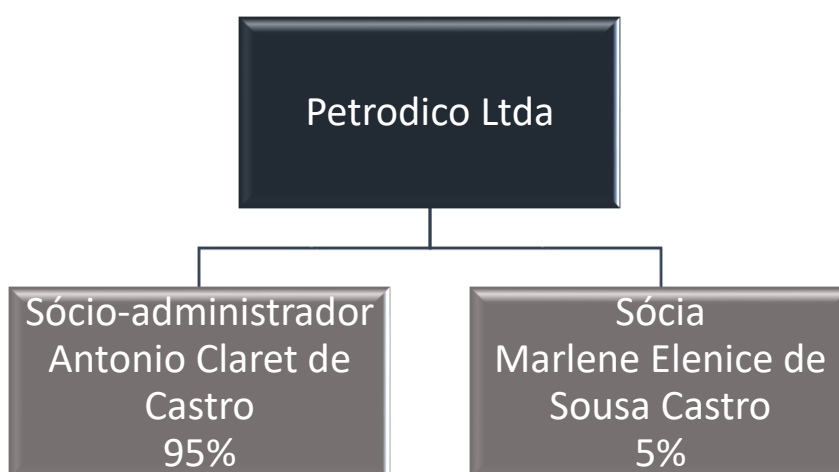 Petrodico Ltda
Sócio-administrador
Antonio Claret de
Castro
95%
Sócia
Marlene Elenice de
Sousa Castro
5%